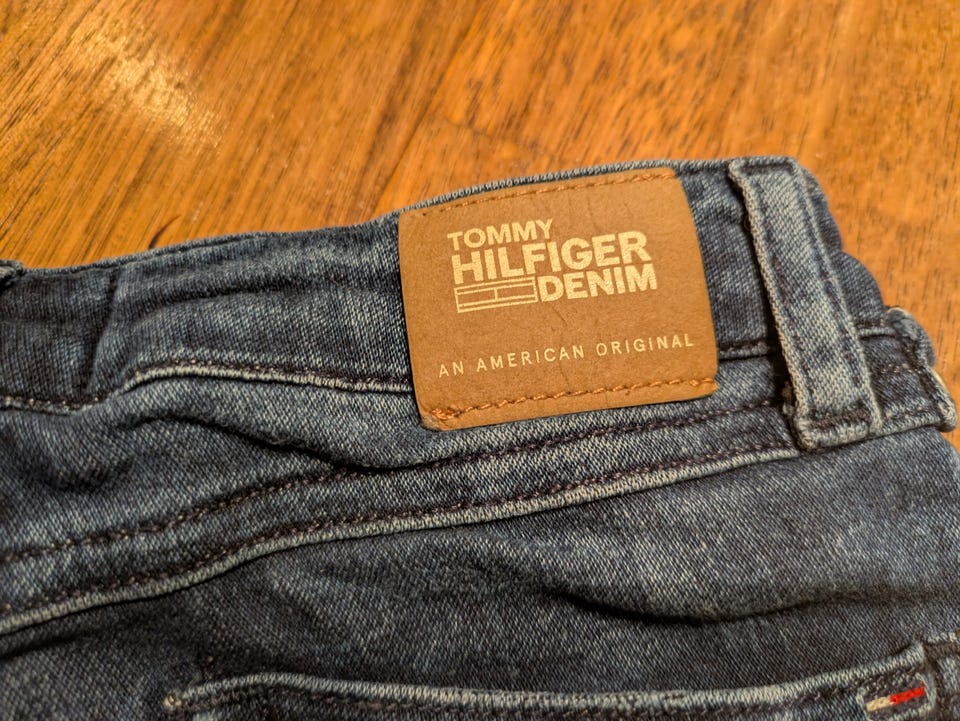 TOMMY
HILFIGER
DENIM
AN AMERICAN ORIGINAL